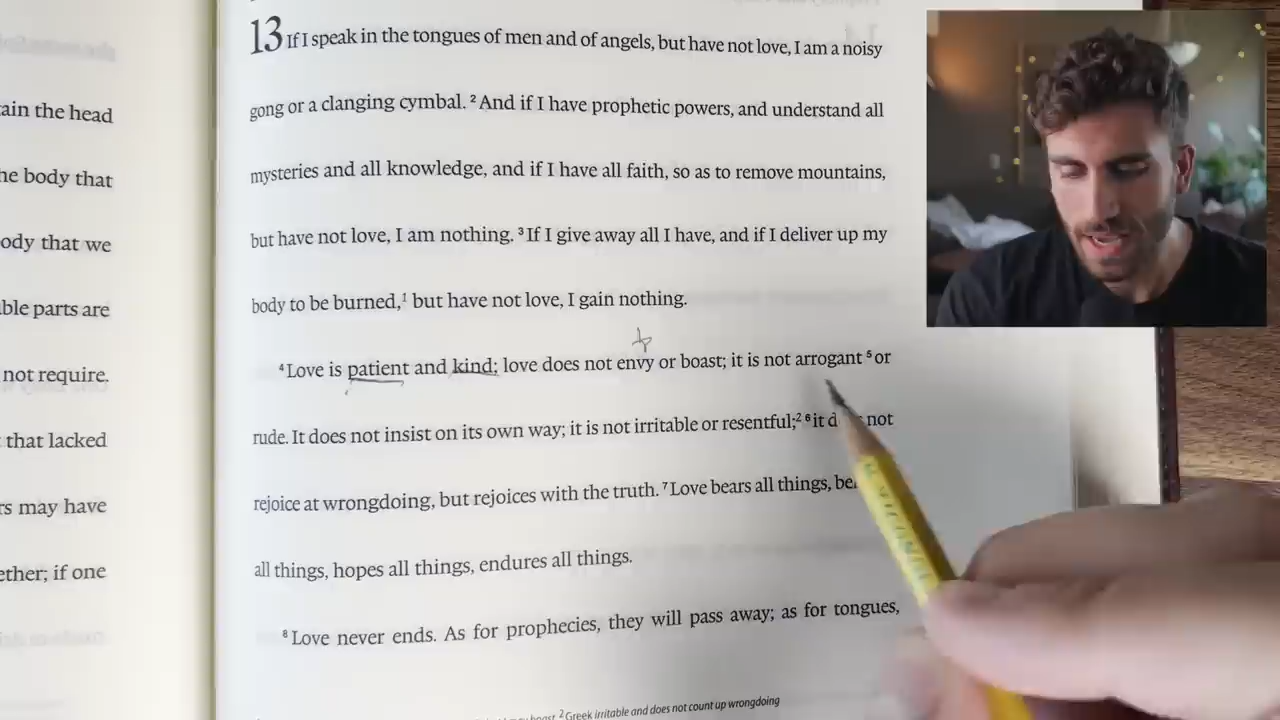 ain the head
he body that
ody that we
ble parts are
not require.
that lacked
rs may have
ether; if one
13 If I speak in the tongues of men and of angels, but have not love, I am a noisy
gong or a clanging cymbal. 2 And if I have prophetic powers, and understand all
mysteries and all knowledge, and if I have all faith, so as to remove mountains,
but have not love, I am nothing. 3 If I give away all I have, and if I deliver up my
body to be burned,1 but have not love, I gain nothing.
4 Love is patient and kind; love does not envy or boast; it is not arrogant 5 or
rude. It does not insist on its own way; it is not irritable or resentful;2 6 it d not
rejoice at wrongdoing, but rejoices with the truth. 7 Love bears all things, be
all things, hopes all things, endures all things.
8 Love never ends. As for prophecies, they will pass away; as for tongues,
boast 2 Greek irritable and does not count up wrongdoing